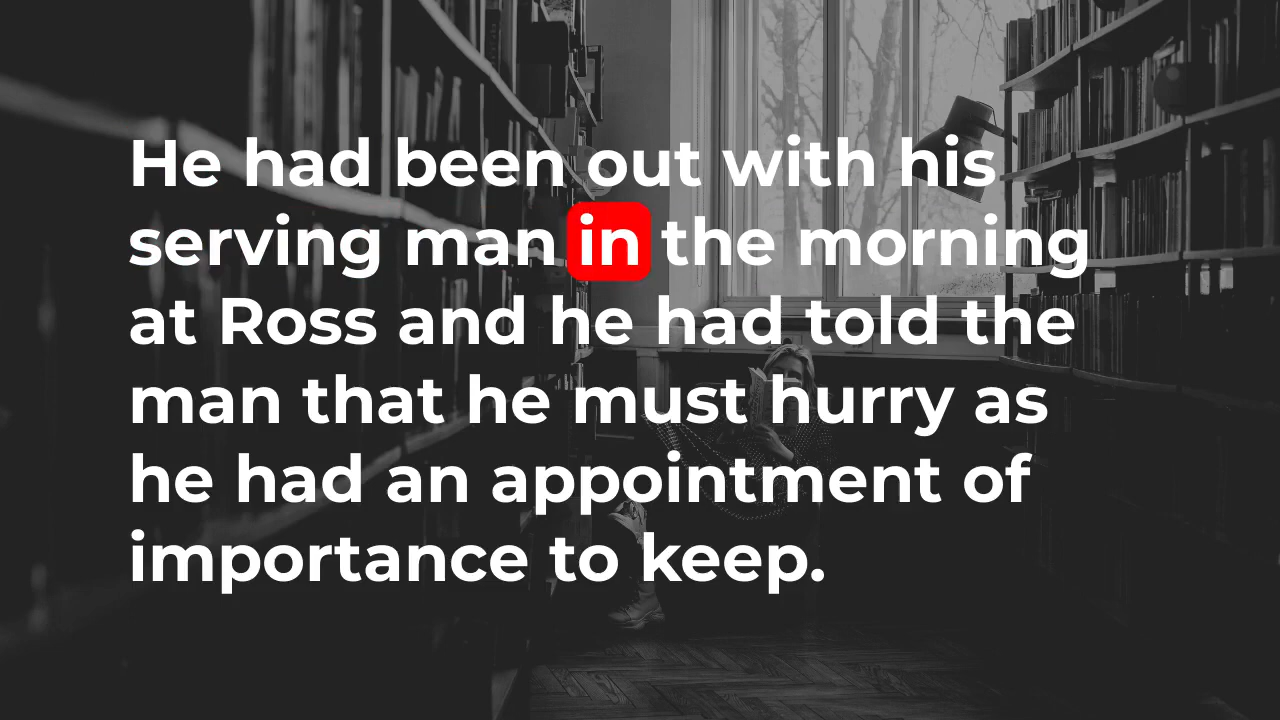 He had been out with his
serving man in the morning
at Ross and he had told the
man that he must hurry as
he had an appointment of
importance to keep.